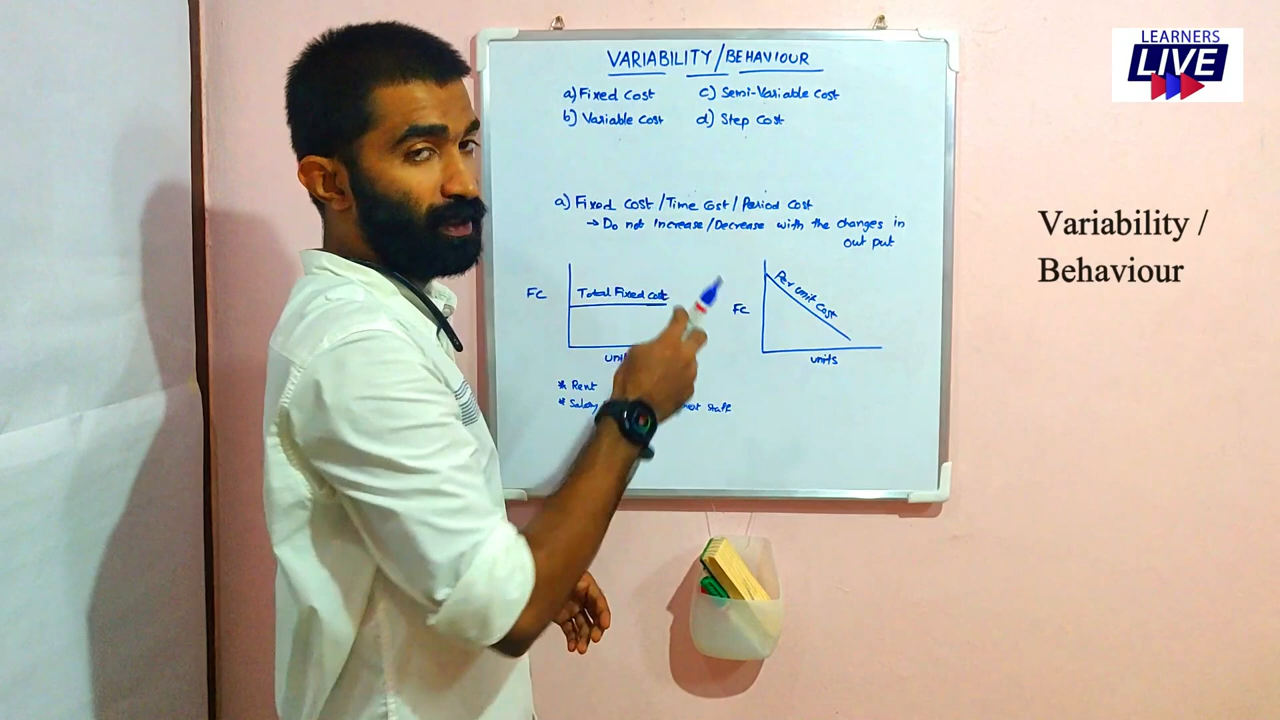 LEARNERS
LIVE
VARIABILITY/BEHAVIOUR
a) Fixed cost c) Semi-Variable cost
b) Variable cost d) Step cost
Variability /
Behaviour
a) Fixed cost/Time cost/Period cost
→ Do not Increase/Decrease with the changes in
out put
FC Total Fixed cost
units
FC Per unit cost
units
* Rent
* Salary staff